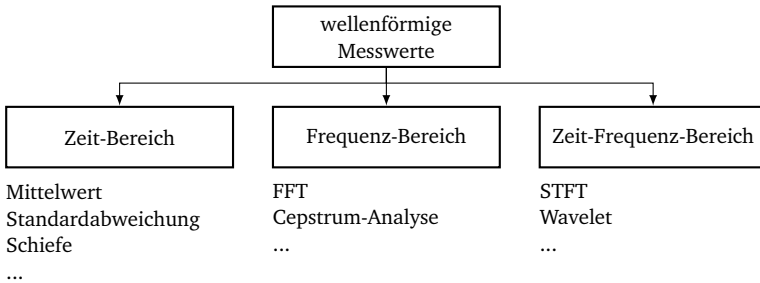 wellenförmige
Messwerte
Zeit-Bereich
Frequenz-Bereich
Zeit-Frequenz-Bereich
Mittelwert
Standardabweichung
Schiefe
...
FFT
Cepstrum-Analyse
...
STFT
Wavelet
...